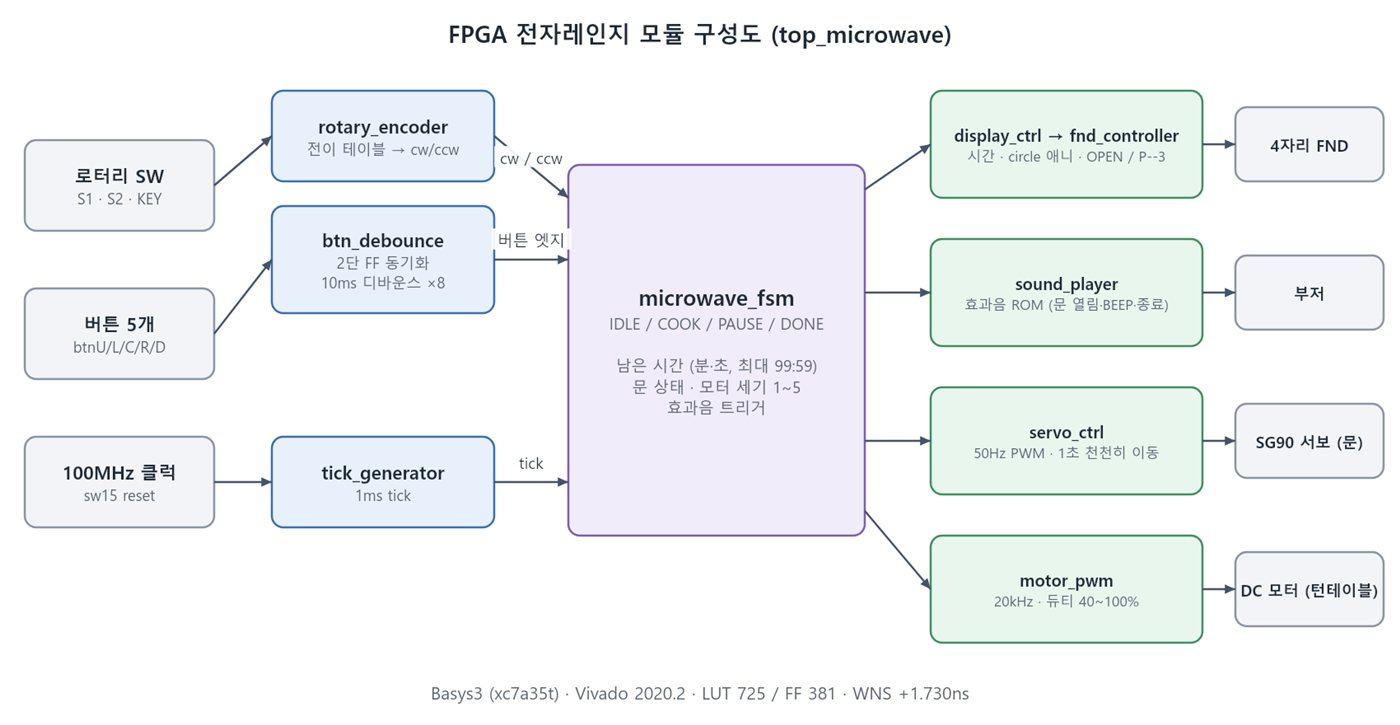 FPGA 전자레인지 모듈 구성도 (top_microwave)
로터리 SW
S1 · S2 · KEY
버튼 5개
btnU/L/C/R/D
100MHz 클럭
sw15 reset
rotary_encoder
전이 테이블 → cw/ccw
btn_debounce
2단 FF 동기화
10ms 디바운스 ×8
tick_generator
1ms tick
cw / ccw
버튼 엣지
tick
microwave_fsm
IDLE / COOK / PAUSE / DONE
남은 시간 (분·초, 최대 99:59)
문 상태 · 모터 세기 1~5
효과음 트리거
display_ctrl → fnd_controller
시간 · circle 애니 · OPEN / P--3
sound_player
효과음 ROM (문 열림·BEEP·종료)
servo_ctrl
50Hz PWM · 1초 천천히 이동
motor_pwm
20kHz · 듀티 40~100%
4자리 FND
부저
SG90 서보 (문)
DC 모터 (턴테이블)
Basys3 (xc7a35t) · Vivado 2020.2 · LUT 725 / FF 381 · WNS +1.730ns